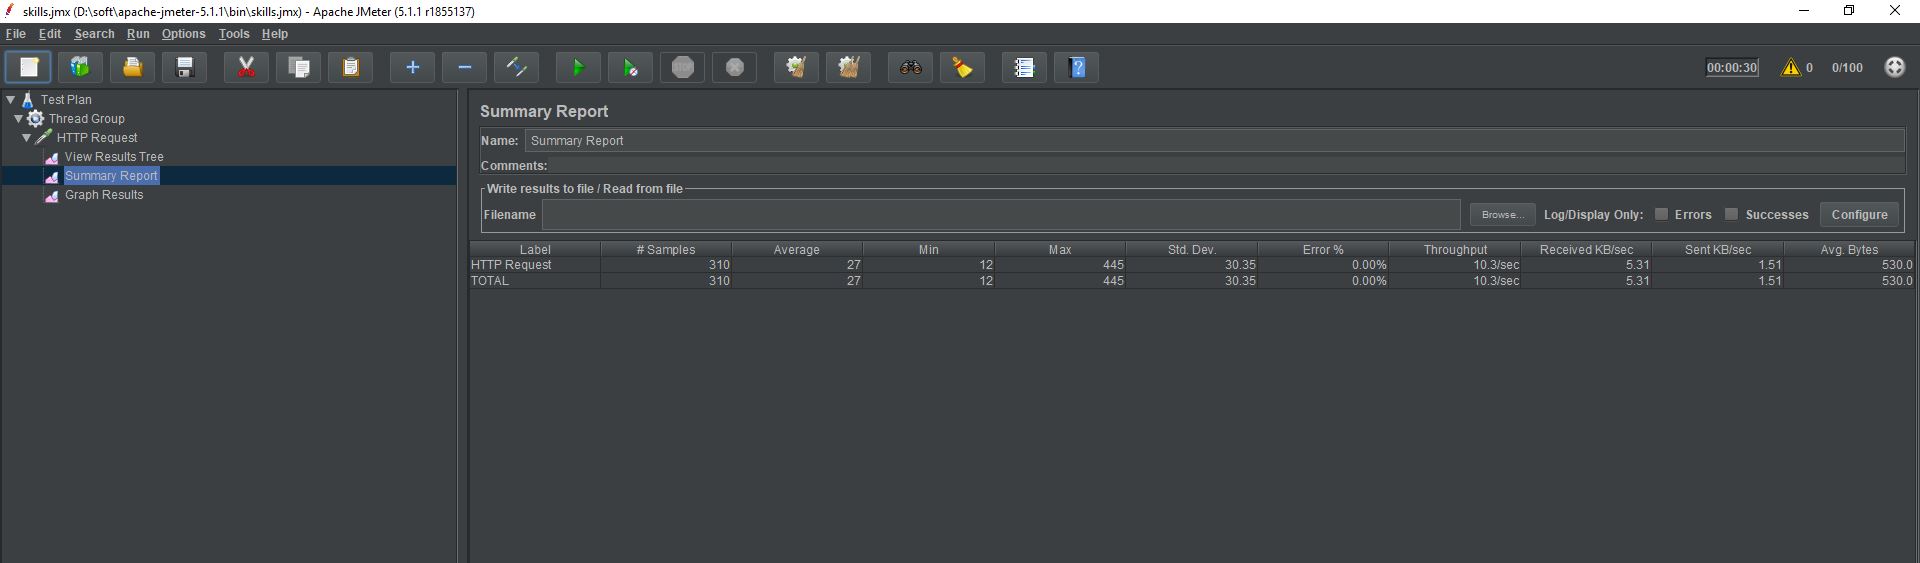 skills.jmx (D:\soft\apache-jmeter-5.1.1\bin\skills.jmx) - Apache JMeter (5.1.1 r1855137)
File Edit Search Run Options Tools Help
STOP 00:00:30 0 0/100
Test Plan
Thread Group
HTTP Request
View Results Tree
Summary Report
Graph Results
Summary Report
Name: Summary Report
Comments:
Write results to file / Read from file
Filename Browse... Log/Display Only: Errors Successes Configure
Label # Samples Average Min Max Std. Dev. Error % Throughput Received KB/sec Sent KB/sec Avg. Bytes
HTTP Request 310 27 12 445 30.35 0.00% 10.3/sec 5.31 1.51 530.0
TOTAL 310 27 12 445 30.35 0.00% 10.3/sec 5.31 1.51 530.0